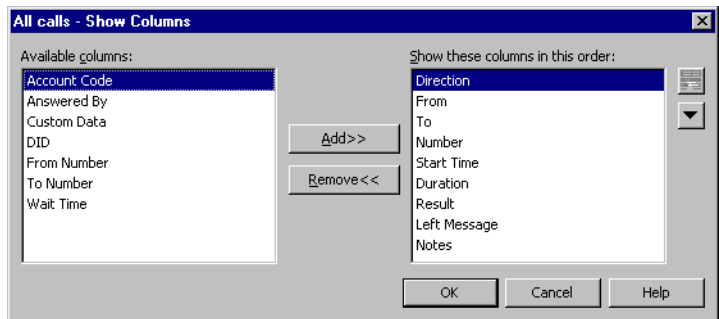 All calls - Show Columns
Available columns:
Account Code
Answered By
Custom Data
DID
From Number
To Number
Wait Time
Add>>
Remove<<
Show these columns in this order:
Direction
From
To
Number
Start Time
Duration
Result
Left Message
Notes
OK
Cancel
Help